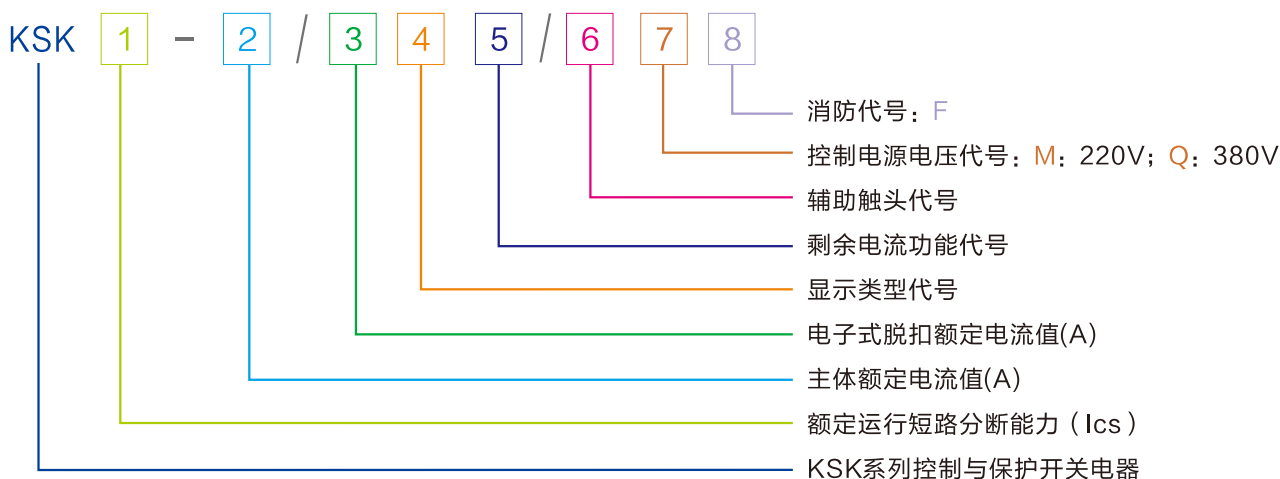 KSK 1 - 2 / 3 4 5 / 6 7 8
消防代号：F
控制电源电压代号：M：220V；Q：380V
辅助触头代号
剩余电流功能代号
显示类型代号
电子式脱扣额定电流值(A)
主体额定电流值(A)
额定运行短路分断能力（Ics）
KSK系列控制与保护开关电器